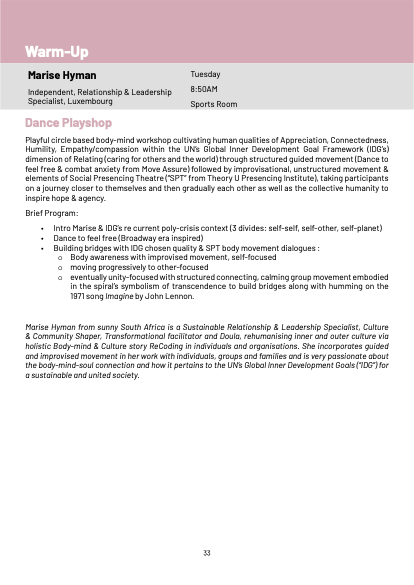 Warm-Up
Marise Hyman
Independent, Relationship & Leadership
Specialist, Luxembourg
Tuesday
8:50AM
Sports Room
Dance Playshop
Playful circle based body-mind workshop cultivating human qualities of Appreciation, Connectedness,
Humility, Empathy/compassion within the UN's Global Inner Development Goal Framework (IDG's)
dimension of Relating (caring for others and the world) through structured guided movement (Dance to
feel free & combat anxiety from Move Assure) followed by improvisational, unstructured movement &
elements of Social Presencing Theatre ("SPT" from Theory U Presencing Institute), taking participants
on a journey closer to themselves and then gradually each other as well as the collective humanity to
inspire hope & agency.
Brief Program:
• Intro Marise & IDG's re current poly-crisis context (3 divides: self-self, self-other, self-planet)
• Dance to feel free (Broadway era inspired)
• Building bridges with IDG chosen quality & SPT body movement dialogues :
o Body awareness with improvised movement, self-focused
o moving progressively to other-focused
o eventually unity-focused with structured connecting, calming group movement embodied
in the spiral's symbolism of transcendence to build bridges along with humming on the
1971 song Imagine by John Lennon.
Marise Hyman from sunny South Africa is a Sustainable Relationship & Leadership Specialist, Culture
& Community Shaper, Transformational facilitator and Doula, rehumanising inner and outer culture via
holistic Body-mind & Culture story ReCoding in individuals and organisations. She incorporates guided
and improvised movement in her work with individuals, groups and families and is very passionate about
the body-mind-soul connection and how it pertains to the UN's Global Inner Development Goals ("IDG") for
a sustainable and united society.
33